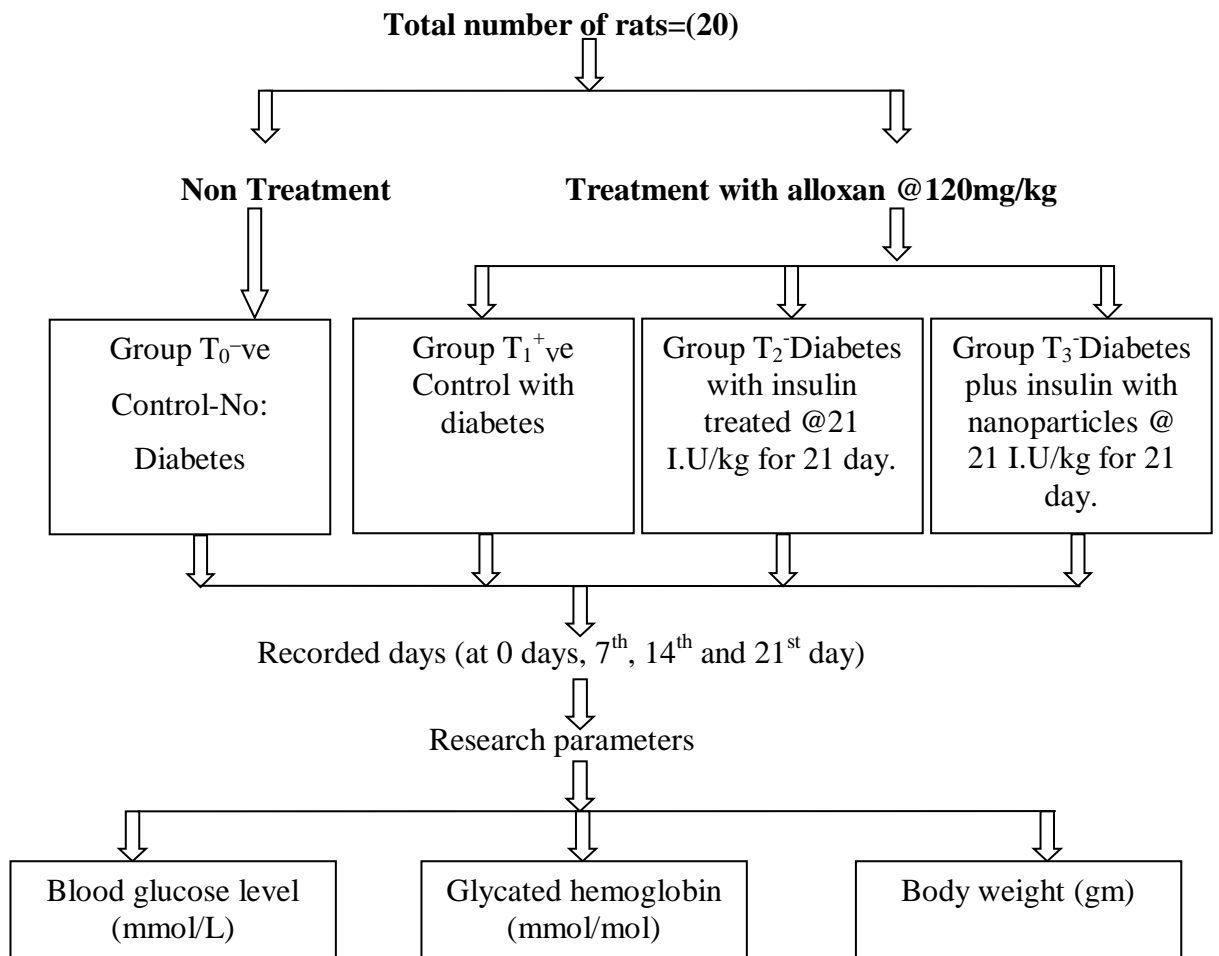 Total number of rats=(20)
Non Treatment
Treatment with alloxan @120mg/kg
Group T₀⁻ve
Control-No:
Diabetes
Group T₁⁺ᵥe
Control with
diabetes
Group T₂⁻Diabetes
with insulin
treated @21
I.U/kg for 21 day.
Group T₃⁻Diabetes
plus insulin with
nanoparticles @
21 I.U/kg for 21
day.
Recorded days (at 0 days, 7ᵗʰ, 14ᵗʰ and 21ˢᵗ day)
Research parameters
Blood glucose level
(mmol/L)
Glycated hemoglobin
(mmol/mol)
Body weight (gm)